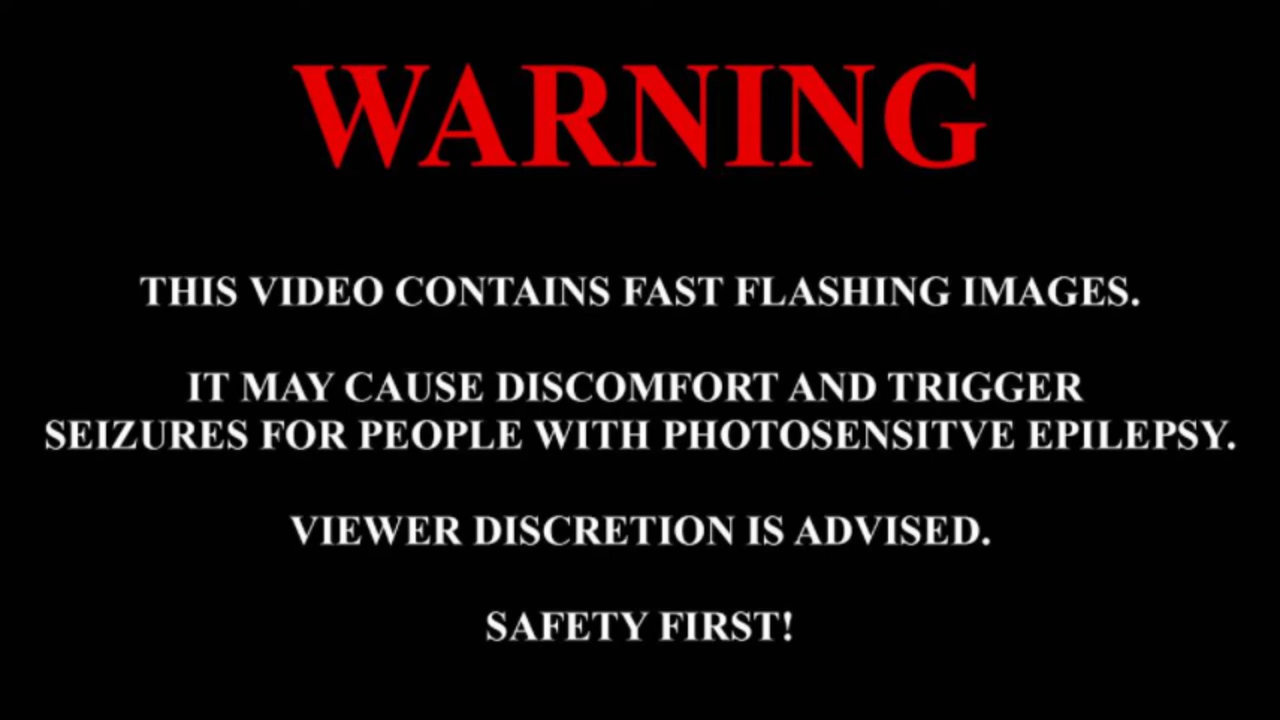 WARNING
THIS VIDEO CONTAINS FAST FLASHING IMAGES.
IT MAY CAUSE DISCOMFORT AND TRIGGER
SEIZURES FOR PEOPLE WITH PHOTOSENSITVE EPILEPSY.
VIEWER DISCRETION IS ADVISED.
SAFETY FIRST!